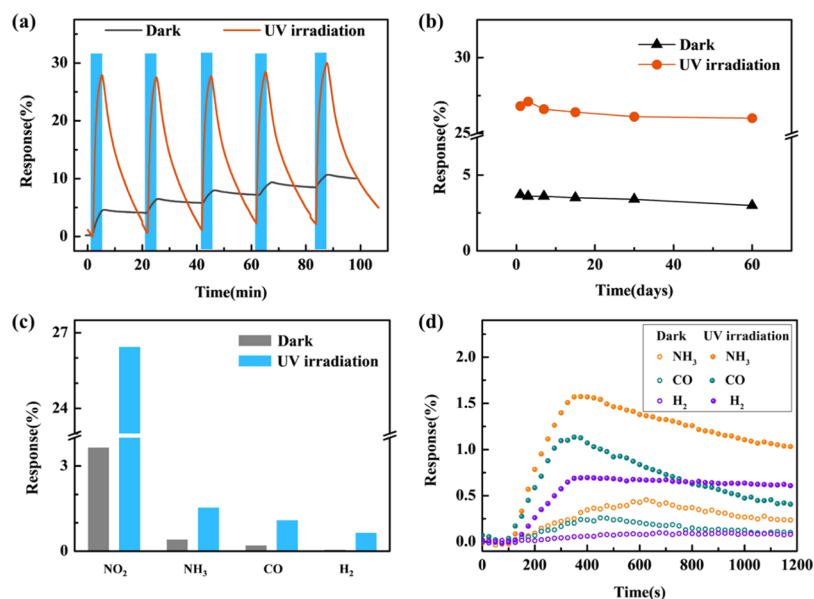 (a)
Dark
UV irradiation
40
30
20
10
0
Response(%)
0
20
40
60
80
100
Time(min)
(b)
Dark
UV irradiation
30
25
5
0
Response(%)
0
20
40
60
Time(days)
(c)
Dark
UV irradiation
27
24
3
0
Response(%)
NO₂
NH₃
CO
H₂
(d)
Dark UV irradiation
NH₃ NH₃
CO CO
H₂ H₂
2.0
1.5
1.0
0.5
0.0
Response(%)
0
200
400
600
800
1000
1200
Time(s)